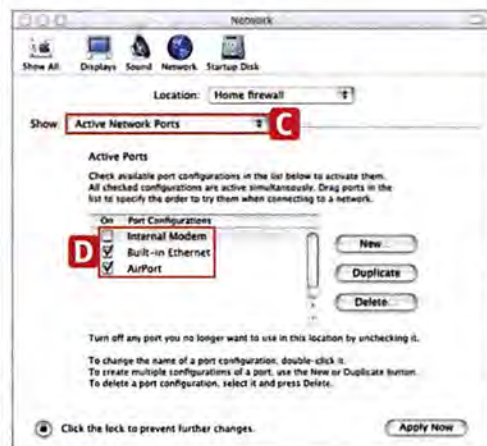 Network
Show All Displays Sound Network Startup Disk
Location: Home firewall
Show Active Network Ports C
Active Ports
Check available port configurations in the list below to activate them.
All checked configurations are active simultaneously. Drag ports in the
list to specify the order to try them when connecting to a network.
On Port Configurations
D
Internal Modem
Built-in Ethernet
AirPort
New...
Duplicate
Delete...
Turn off any port you no longer want to use in this location by unchecking it.
To change the name of a port configuration, double-click it.
To create multiple configurations of a port, use the New or Duplicate button.
To delete a port configuration, select it and press Delete.
Click the lock to prevent further changes.
Apply Now